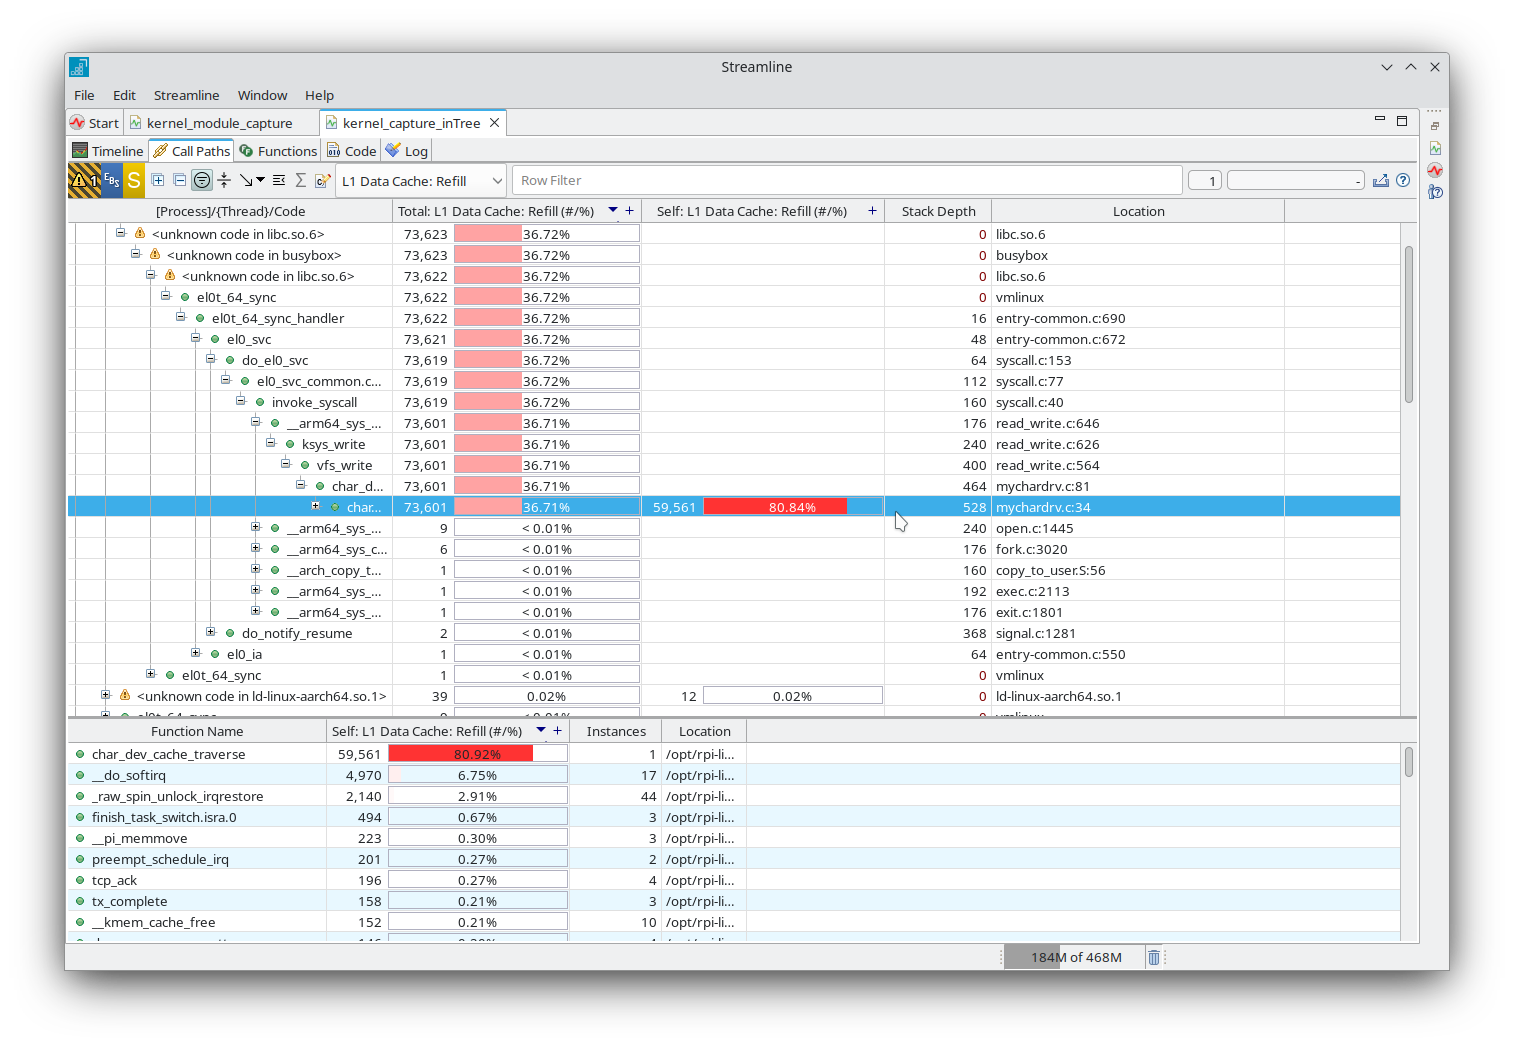 Streamline
File Edit Streamline Window Help
Start kernel_module_capture kernel_capture_inTree
Timeline Call Paths Functions Code Log
1 EBS S L1 Data Cache: Refill Row Filter 1 -
[Process]/{Thread}/Code Total: L1 Data Cache: Refill (#/%) Self: L1 Data Cache: Refill (#/%) Stack Depth Location
<unknown code in libc.so.6> 73,623 36.72% 0 libc.so.6
<unknown code in busybox> 73,623 36.72% 0 busybox
<unknown code in libc.so.6> 73,622 36.72% 0 libc.so.6
el0t_64_sync 73,622 36.72% 0 vmlinux
el0t_64_sync_handler 73,622 36.72% 16 entry-common.c:690
el0_svc 73,621 36.72% 48 entry-common.c:672
do_el0_svc 73,619 36.72% 64 syscall.c:153
el0_svc_common.c... 73,619 36.72% 112 syscall.c:77
invoke_syscall 73,619 36.72% 160 syscall.c:40
__arm64_sys_... 73,601 36.71% 176 read_write.c:646
ksys_write 73,601 36.71% 240 read_write.c:626
vfs_write 73,601 36.71% 400 read_write.c:564
char_d... 73,601 36.71% 464 mychardrv.c:81
char... 73,601 36.71% 59,561 80.84% 528 mychardrv.c:34
__arm64_sys_... 9 < 0.01% 240 open.c:1445
__arm64_sys_c... 6 < 0.01% 176 fork.c:3020
__arch_copy_t... 1 < 0.01% 160 copy_to_user.S:56
__arm64_sys_... 1 < 0.01% 192 exec.c:2113
__arm64_sys_... 1 < 0.01% 176 exit.c:1801
do_notify_resume 2 < 0.01% 368 signal.c:1281
el0_ia 1 < 0.01% 64 entry-common.c:550
el0t_64_sync 1 < 0.01% 0 vmlinux
<unknown code in ld-linux-aarch64.so.1> 39 0.02% 12 0.02% 0 ld-linux-aarch64.so.1
Function Name Self: L1 Data Cache: Refill (#/%) Instances Location
char_dev_cache_traverse 59,561 80.92% 1 /opt/rpi-li...
__do_softirq 4,970 6.75% 17 /opt/rpi-li...
_raw_spin_unlock_irqrestore 2,140 2.91% 44 /opt/rpi-li...
finish_task_switch.isra.0 494 0.67% 3 /opt/rpi-li...
__pi_memmove 223 0.30% 3 /opt/rpi-li...
preempt_schedule_irq 201 0.27% 2 /opt/rpi-li...
tcp_ack 196 0.27% 4 /opt/rpi-li...
tx_complete 158 0.21% 3 /opt/rpi-li...
__kmem_cache_free 152 0.21% 10 /opt/rpi-li...
184M of 468M